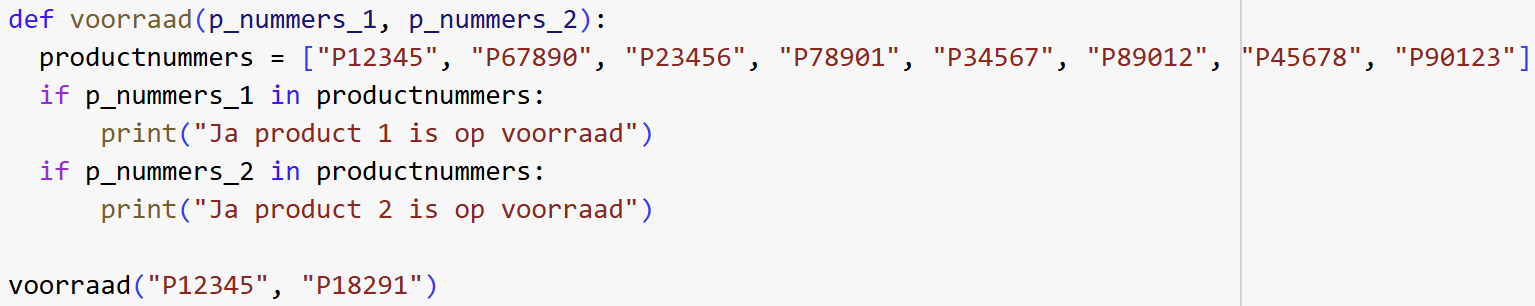 def voorraad(p_nummers_1, p_nummers_2):
  productnummers = ["P12345", "P67890", "P23456", "P78901", "P34567", "P89012", "P45678", "P90123"]
  if p_nummers_1 in productnummers:
      print("Ja product 1 is op voorraad")
  if p_nummers_2 in productnummers:
      print("Ja product 2 is op voorraad")

voorraad("P12345", "P18291")